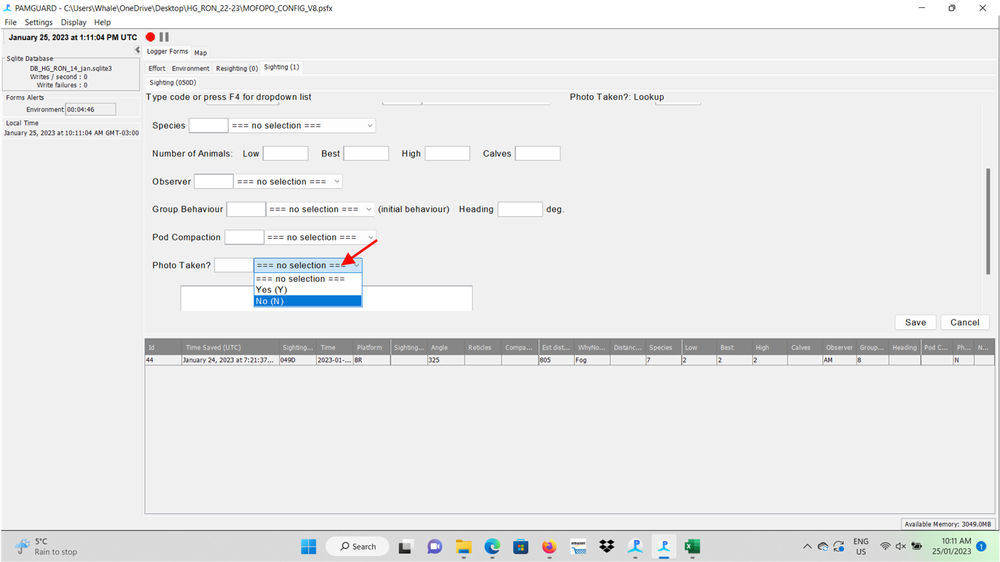 PAMGUARD - C:\Users\Whale\OneDrive\Desktop\HG_RON_22-23\MOFOPO_CONFIG_V8.psfx
File Settings Display Help
January 25, 2023 at 1:11:04 PM UTC
Logger Forms Map
Sqlite Database
DB_HG_RON_14_jan.sqlite3
Writes / second : 0
Write failures : 0
Forms Alerts
Environment 00:04:46
Local Time
January 25, 2023 at 10:11:04 AM GMT-03:00
Effort Environment Resighting (0) Sighting (1)
Sighting (050D)
Type code or press F4 for dropdown list Photo Taken?: Lookup
Species === no selection ===
Number of Animals: Low Best High Calves
Observer === no selection ===
Group Behaviour === no selection === (initial behaviour) Heading deg.
Pod Compaction === no selection ===
Photo Taken? === no selection ===
=== no selection ===
Yes (Y)
No (N)
Save Cancel
Id Time Saved (UTC) Sighting... Time Platform Sighting... Angle Reticles Compa... Est dist... WhyNo... Distanc... Species Low Best High Calves Observer Group... Heading Pod C... Ph... N...
44 January 24, 2023 at 7:21:37... 049D 2023-01-... BR 325 805 Fog 7 2 2 2 AM 8 N
Available Memory: 3049.0MB
5°C
Rain to stop
Search
amazon
ENG
US
10:11 AM
25/01/2023
1